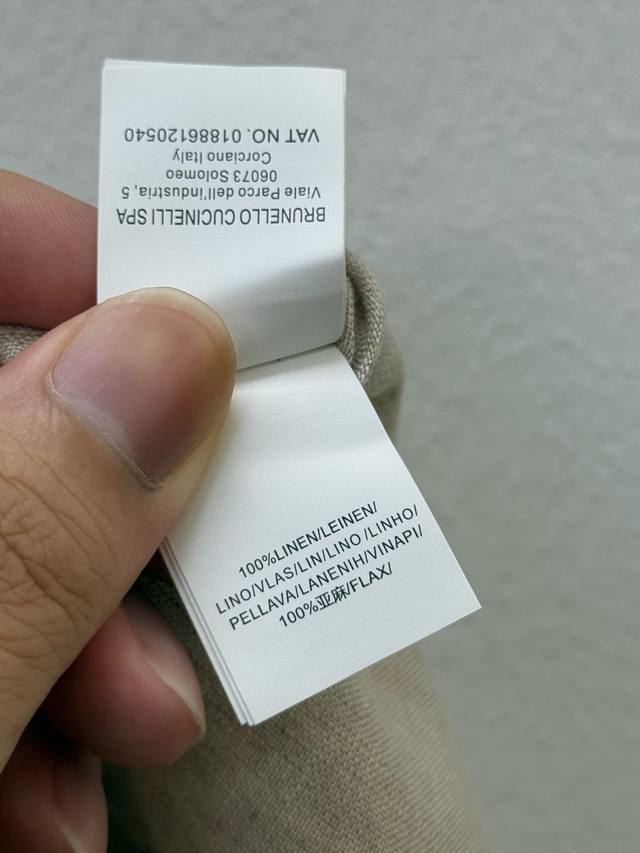 BRUNELLO CUCINELLI SPA
Viale Parco dell'industria, 5
06073 Solomeo
Corciano Italy
VAT NO. 01886120540
100%LINEN/LEINEN/
LINO/VLAS/LIN/LINO /LINHO/
PELLAVA/LANENIH/VINAPI/
100%亚麻/FLAX/